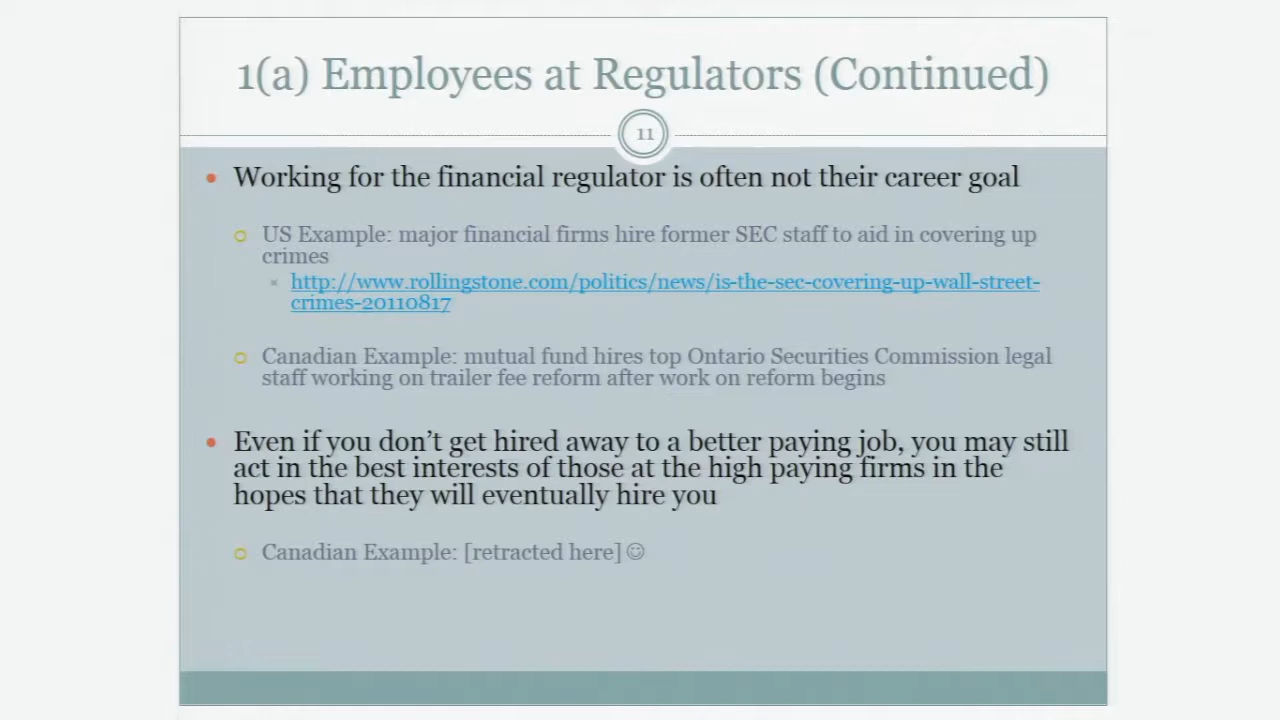 1(a) Employees at Regulators (Continued)
11
• Working for the financial regulator is often not their career goal
US Example: major financial firms hire former SEC staff to aid in covering up
crimes
http://www.rollingstone.com/politics/news/is-the-sec-covering-up-wall-street-
crimes-20110817
Canadian Example: mutual fund hires top Ontario Securities Commission legal
staff working on trailer fee reform after work on reform begins
• Even if you don’t get hired away to a better paying job, you may still
act in the best interests of those at the high paying firms in the
hopes that they will eventually hire you
Canadian Example: [retracted here]☺